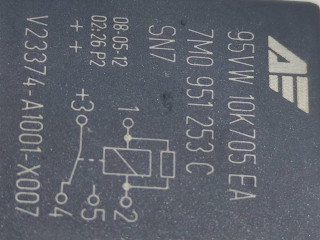 95VW 10K705 EA
7M0 951 253 C
SN7
08-05-12
02:26 P2
+ +
1
2
+3
5
4
V23374-A1001-X007